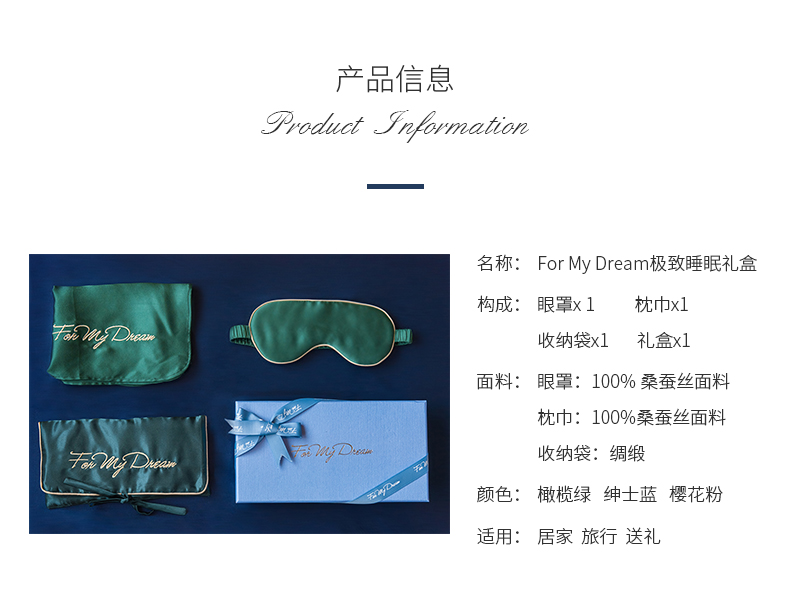 产品信息
Product Information
For My Dream
For My Dream
For My Dream
For My Dream
名称： For My Dream极致睡眠礼盒
构成： 眼罩x 1 枕巾x1
收纳袋x1 礼盒x1
面料： 眼罩：100% 桑蚕丝面料
枕巾：100%桑蚕丝面料
收纳袋：绸缎
颜色： 橄榄绿 绅士蓝 樱花粉
适用： 居家 旅行 送礼